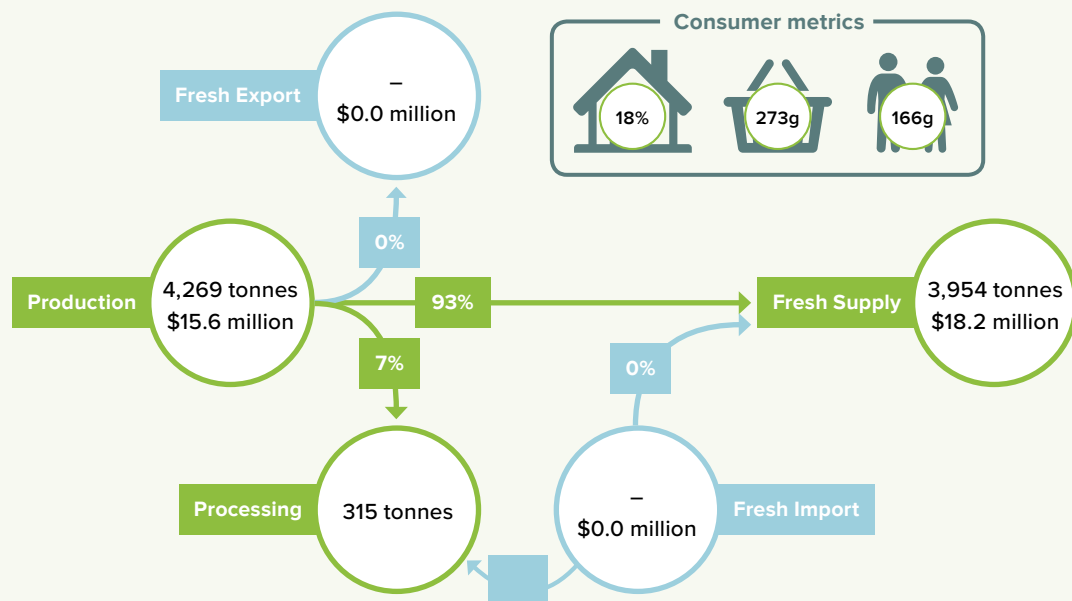 Consumer metrics
18%
273g
166g
Fresh Export
–
$0.0 million
0%
Production
4,269 tonnes
$15.6 million
93%
Fresh Supply
3,954 tonnes
$18.2 million
7%
0%
Processing
315 tonnes
–
$0.0 million
Fresh Import